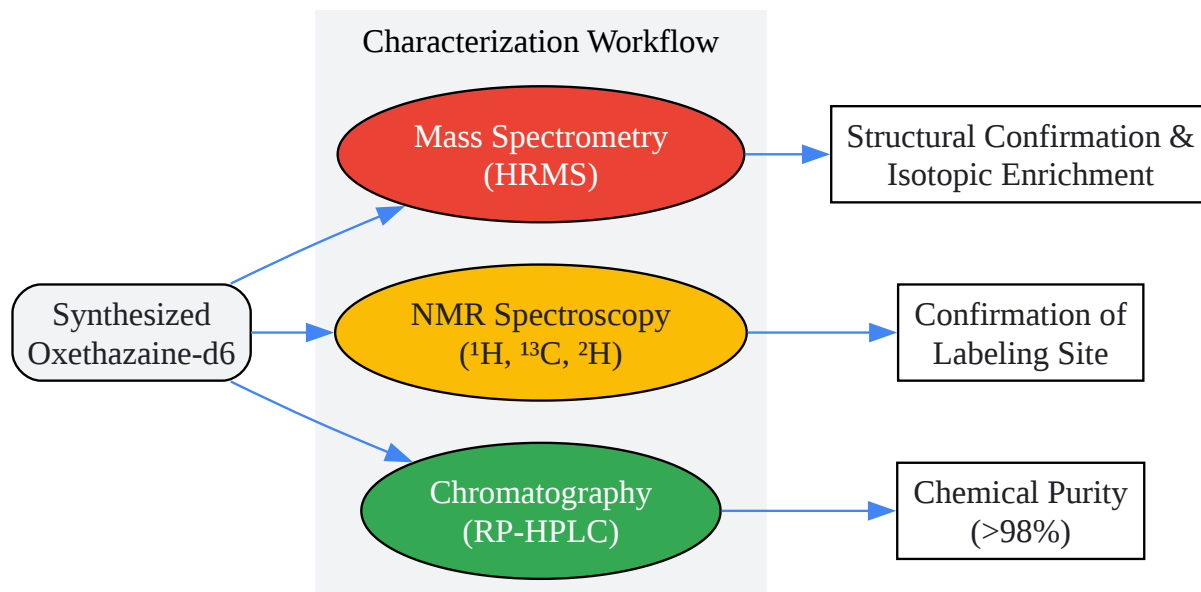 Characterization Workflow
Mass Spectrometry
(HRMS)
Structural Confirmation &
Isotopic Enrichment
Synthesized
Oxethazaine-d6
NMR Spectroscopy
(¹H, ¹³C, ²H)
Confirmation of
Labeling Site
Chromatography
(RP-HPLC)
Chemical Purity
(>98%)